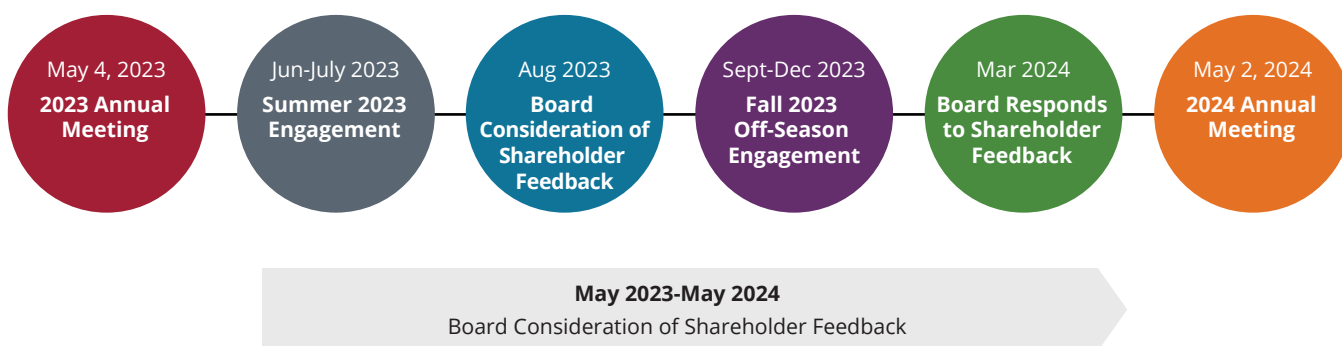 May 4, 2023
2023 Annual
Meeting
Jun-July 2023
Summer 2023
Engagement
Aug 2023
Board
Consideration of
Shareholder
Feedback
Sept-Dec 2023
Fall 2023
Off-Season
Engagement
Mar 2024
Board Responds
to Shareholder
Feedback
May 2, 2024
2024 Annual
Meeting
May 2023-May 2024
Board Consideration of Shareholder Feedback